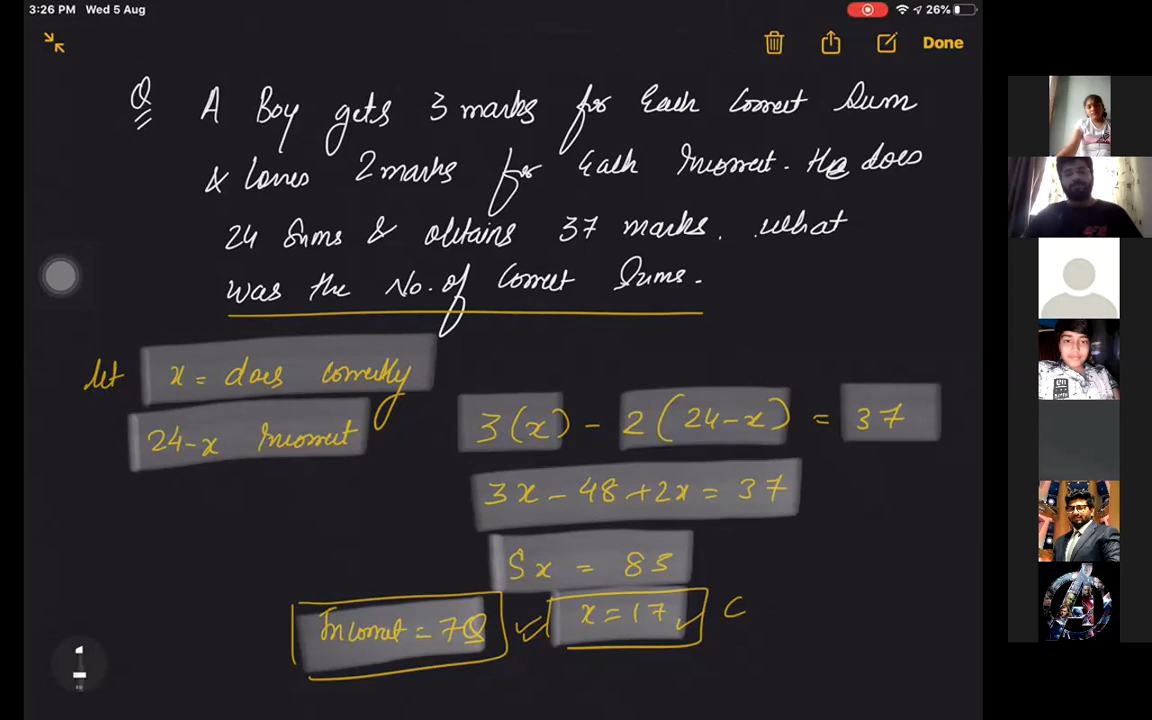 3:26 PM Wed 5 Aug
26%
Done
Q A Boy gets 3 marks for Each Correct Sum
& loses 2 marks for Each Incorrect. He does
24 Sums & obtains 37 marks. what
was the No. of Correct Sums.
let x = does correctly
24-x Incorrect
3(x) - 2(24-x) = 37
3x - 48 + 2x = 37
5x = 85
x = 17 C
Incorrect = 7Q